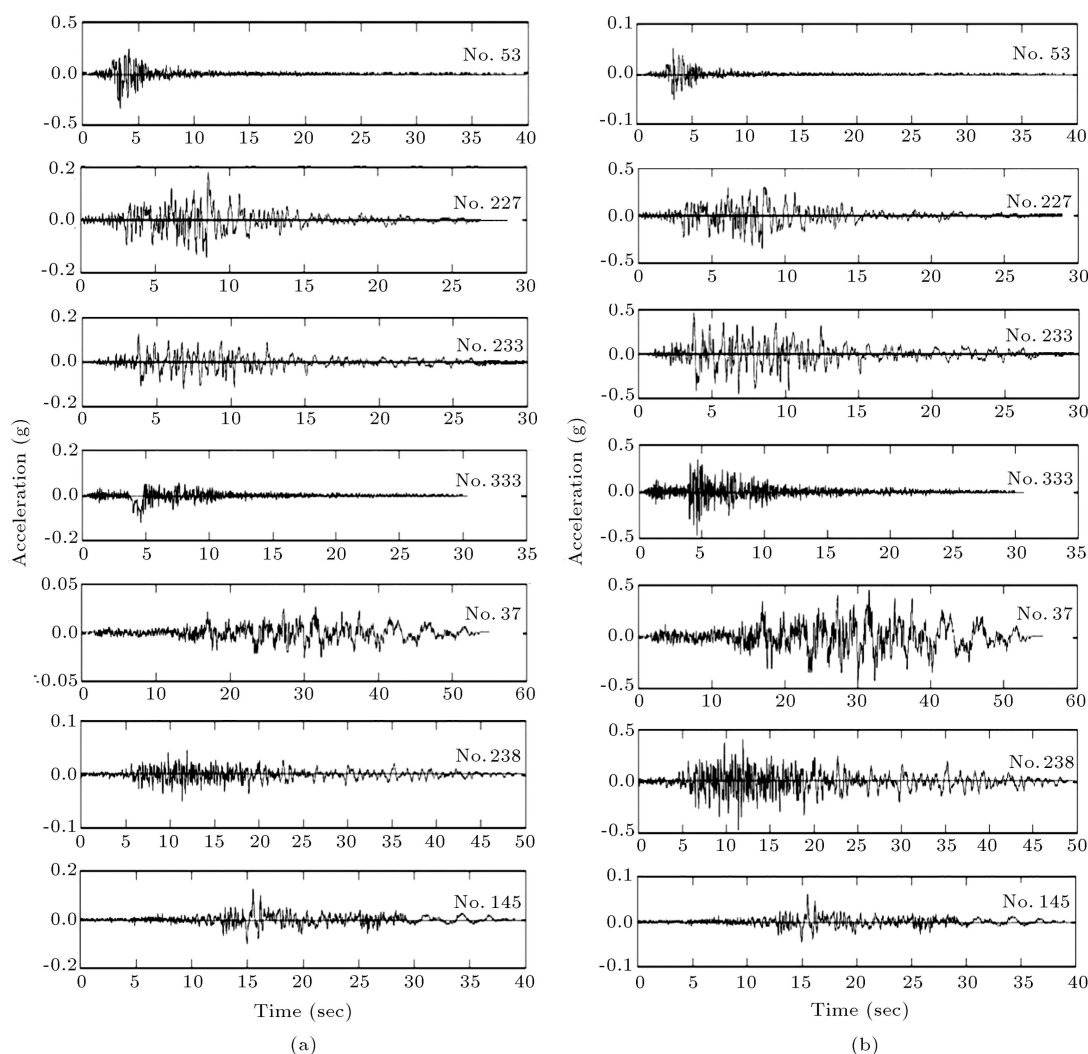 0.5
No. 53
0.0
-0.5
0 5 10 15 20 25 30 35 40
0.2
No. 227
0.0
-0.2
0 5 10 15 20 25 30
0.2
No. 233
0.0
-0.2
0 5 10 15 20 25 30
0.2
No. 333
0.0
-0.2
0 5 10 15 20 25 30 35
0.05
No. 37
0.0
-0.05
0 10 20 30 40 50 60
0.1
No. 238
0.0
-0.1
0 5 10 15 20 25 30 35 40 45 50
0.2
No. 145
0.0
-0.2
0 5 10 15 20 25 30 35 40
Acceleration (g)
Time (sec)
(a)
0.1
No. 53
0.0
-0.1
0 5 10 15 20 25 30 35 40
0.5
No. 227
0.0
-0.5
0 5 10 15 20 25 30
0.5
No. 233
0.0
-0.5
0 5 10 15 20 25 30
0.5
No. 333
0.0
-0.5
0 5 10 15 20 25 30 35
0.5
No. 37
0.0
-0.5
0 10 20 30 40 50 60
0.5
No. 238
0.0
-0.5
0 5 10 15 20 25 30 35 40 45 50
0.1
No. 145
0.0
-0.1
0 5 10 15 20 25 30 35 40
Acceleration (g)
Time (sec)
(b)